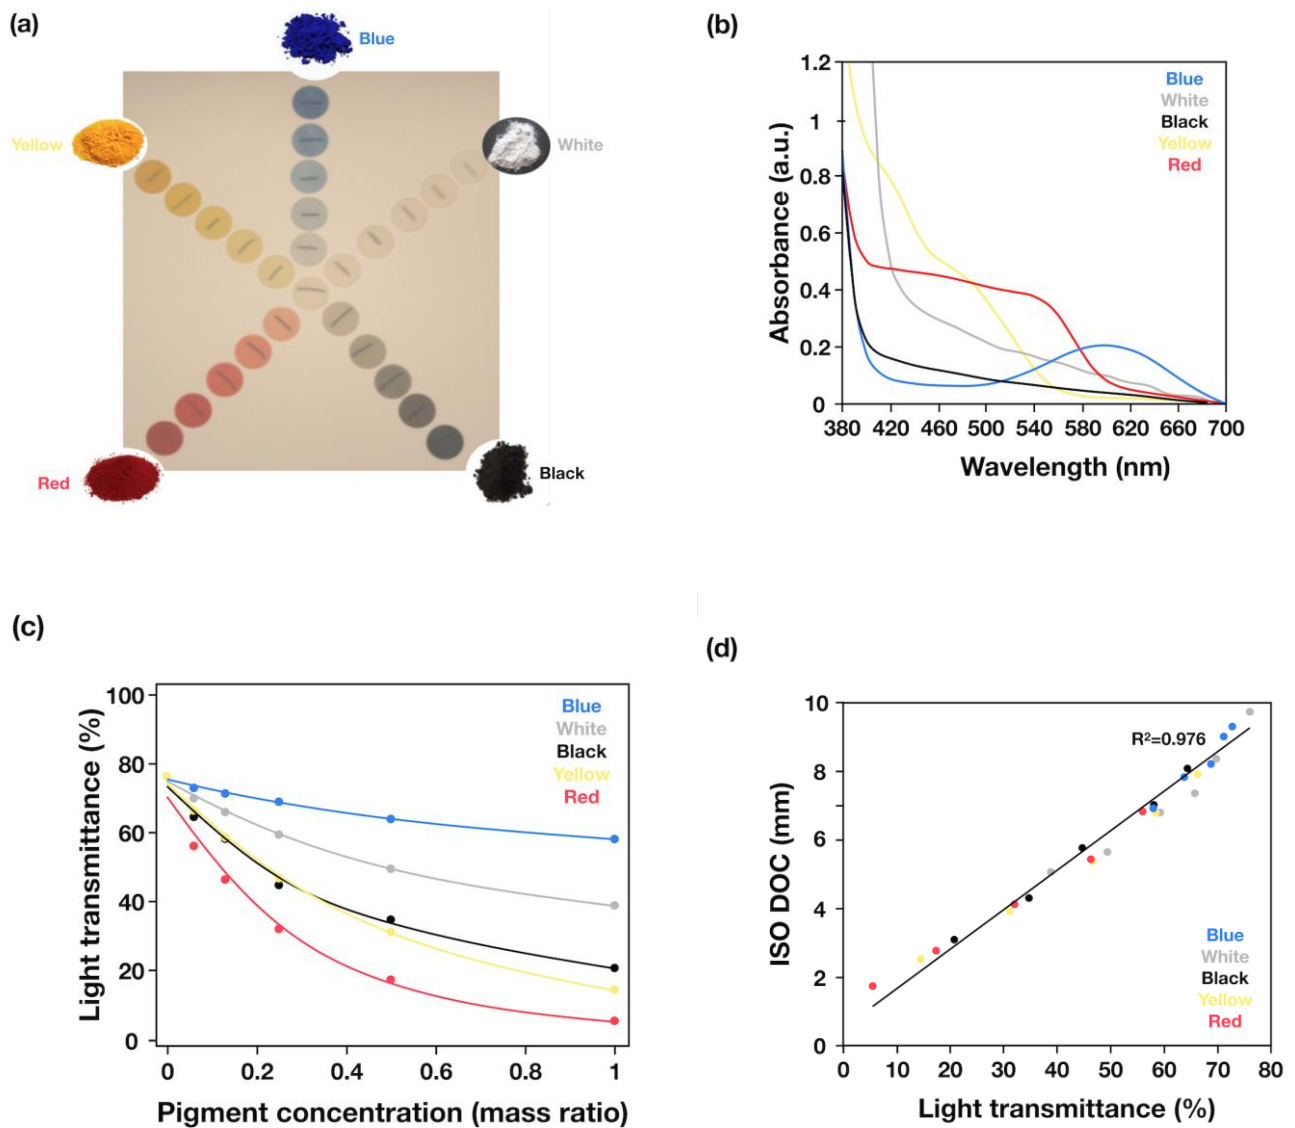 (a)
Blue
Yellow
White
Red
Black
(b)
1.2
1
0.8
0.6
0.4
0.2
0
Absorbance (a.u.)
Blue
White
Black
Yellow
Red
380 420 460 500 540 580 620 660 700
Wavelength (nm)
(c)
100
80
60
40
20
0
Light transmittance (%)
Blue
White
Black
Yellow
Red
0 0.2 0.4 0.6 0.8 1
Pigment concentration (mass ratio)
(d)
10
8
6
4
2
0
ISO DOC (mm)
R²=0.976
Blue
White
Black
Yellow
Red
0 10 20 30 40 50 60 70 80
Light transmittance (%)